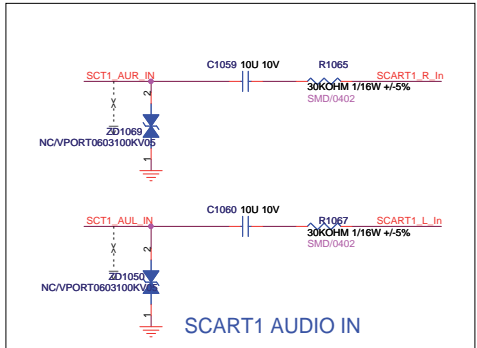 C1059 10U 10V R1065
SCT1_AUR_IN SCART1_R_In
30KOHM 1/16W +/-5%
SMD/0402
2
ZD1069
NC/VPORT0603100KV05
1
C1060 10U 10V
SCT1_AUL_IN R1067 SCART1_L_In
30KOHM 1/16W +/-5%
SMD/0402
2
ZD1050
NC/VPORT0603100KV05
1
SCART1 AUDIO IN